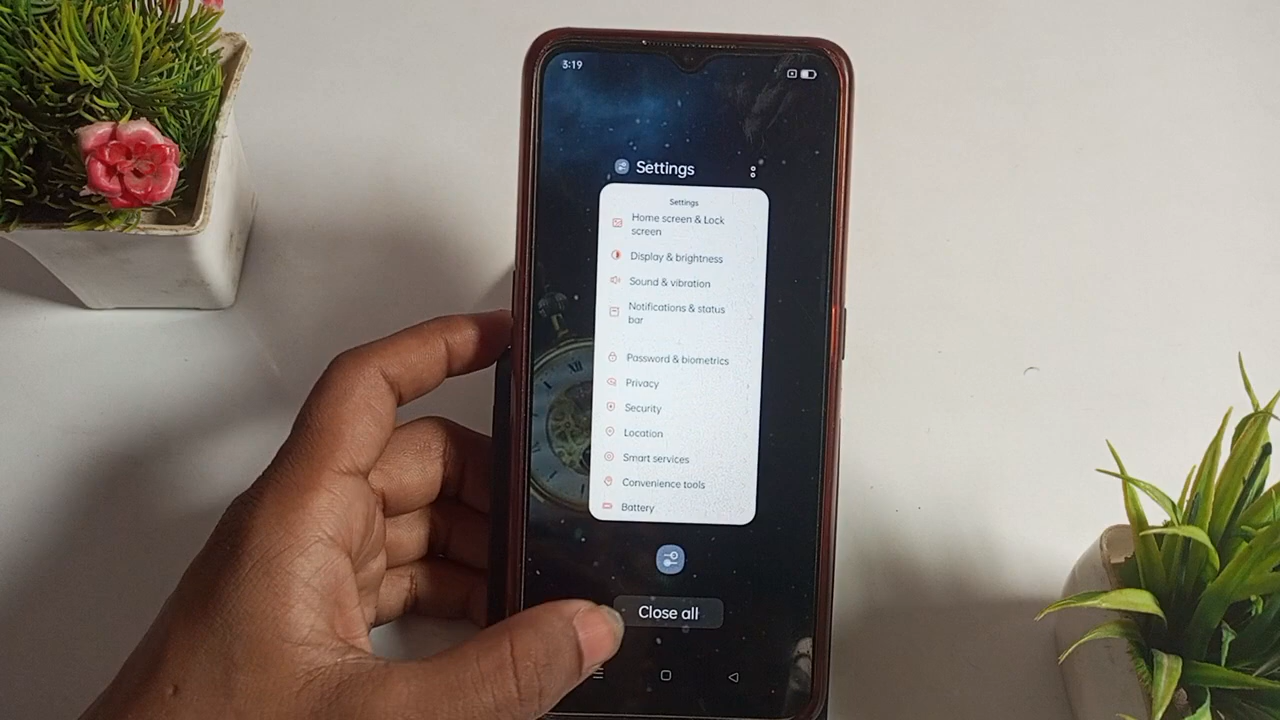 3:19
Settings
Settings
Home screen & Lock
screen
Display & brightness
Sound & vibration
Notifications & status
bar
Password & biometrics
Privacy
Security
Location
Smart services
Convenience tools
Battery
Close all